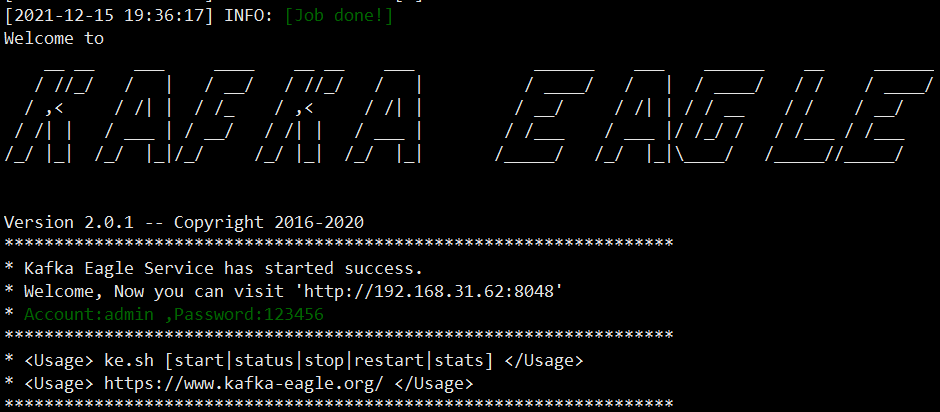 [2021-12-15 19:36:17] INFO: [Job done!]
Welcome to
KAFKA EAGLE
Version 2.0.1 -- Copyright 2016-2020
*******************************************************************
* Kafka Eagle Service has started success.
* Welcome, Now you can visit 'http://192.168.31.62:8048'
* Account:admin ,Password:123456
*******************************************************************
* <Usage> ke.sh [start|status|stop|restart|stats] </Usage>
* <Usage> https://www.kafka-eagle.org/ </Usage>
*******************************************************************